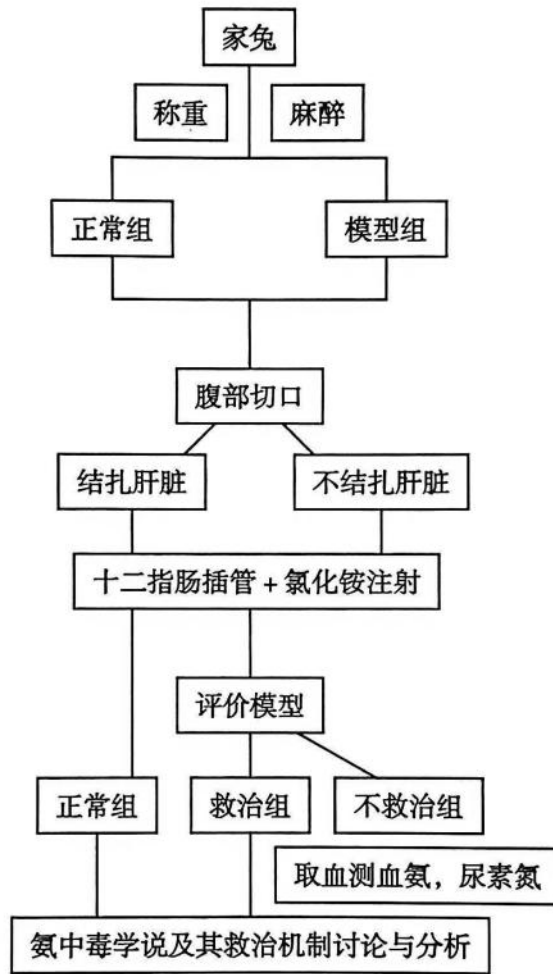 家兔
称重
麻醉
正常组
模型组
腹部切口
结扎肝脏
不结扎肝脏
十二指肠插管 + 氯化铵注射
评价模型
正常组
救治组
不救治组
取血测血氨，尿素氮
氨中毒学说及其救治机制讨论与分析